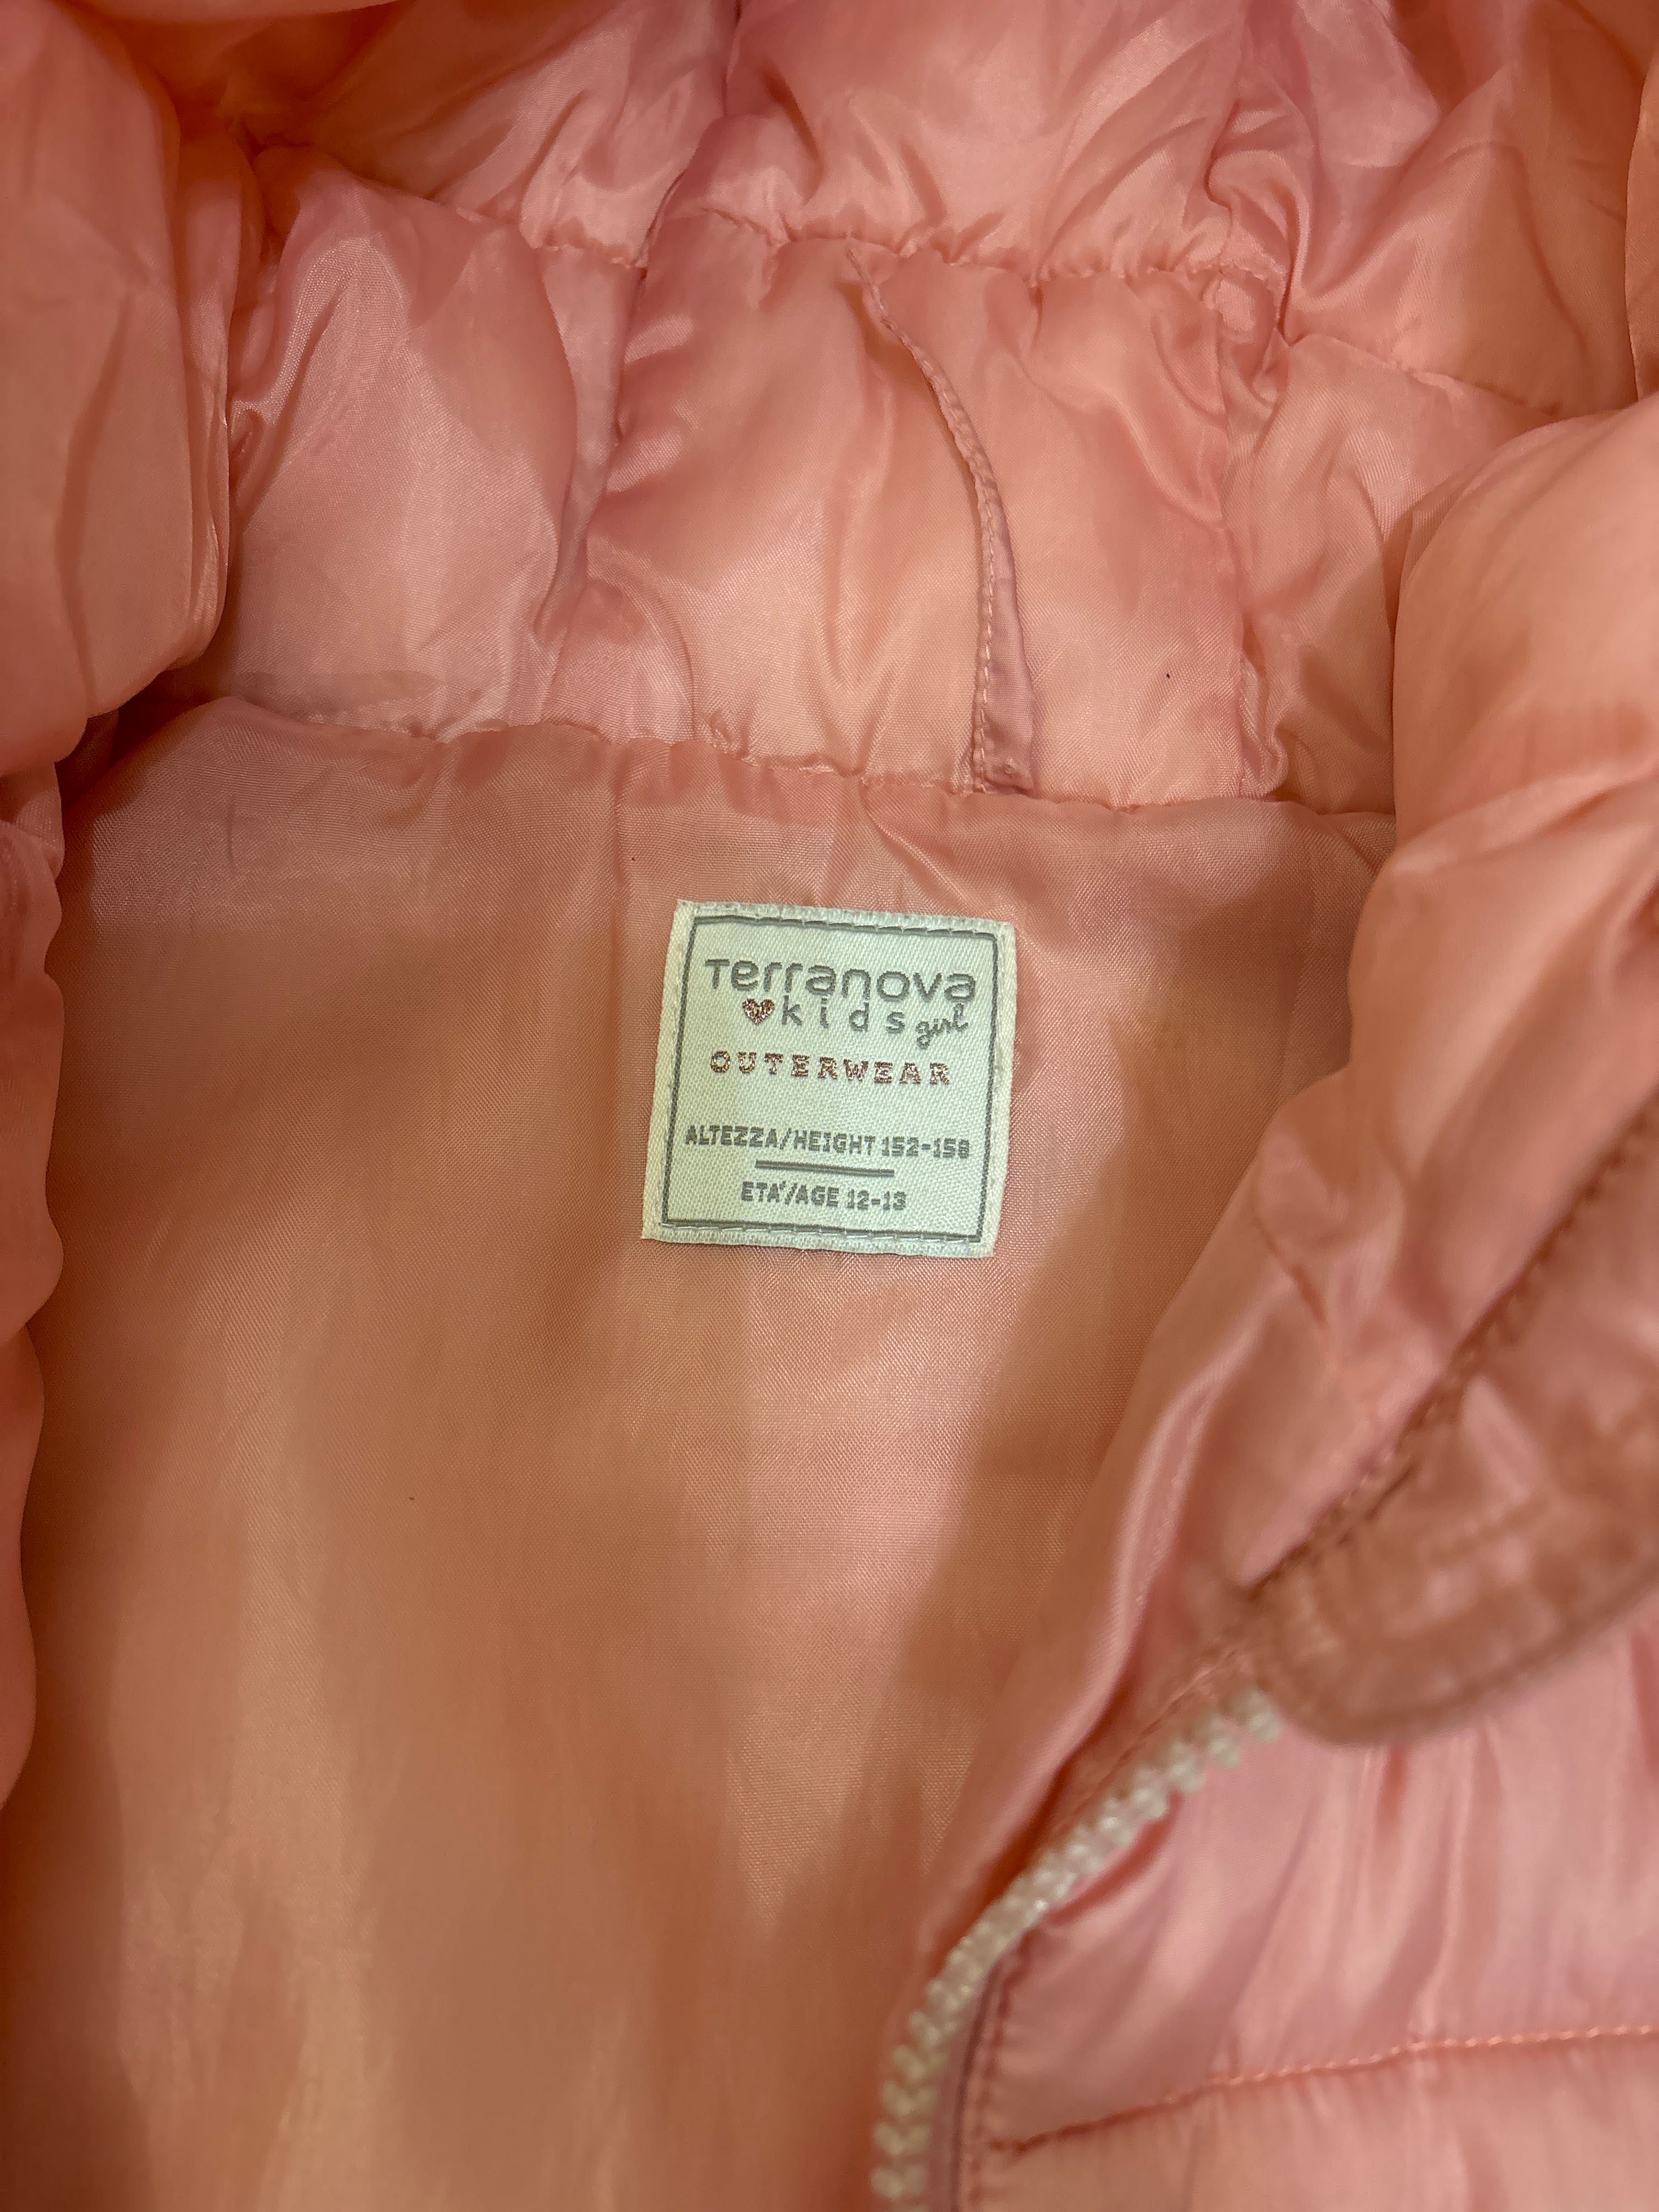 Terranova
kids girl
OUTERWEAR
ALTEZZA/HEIGHT 152-158
ETA'/AGE 12-13